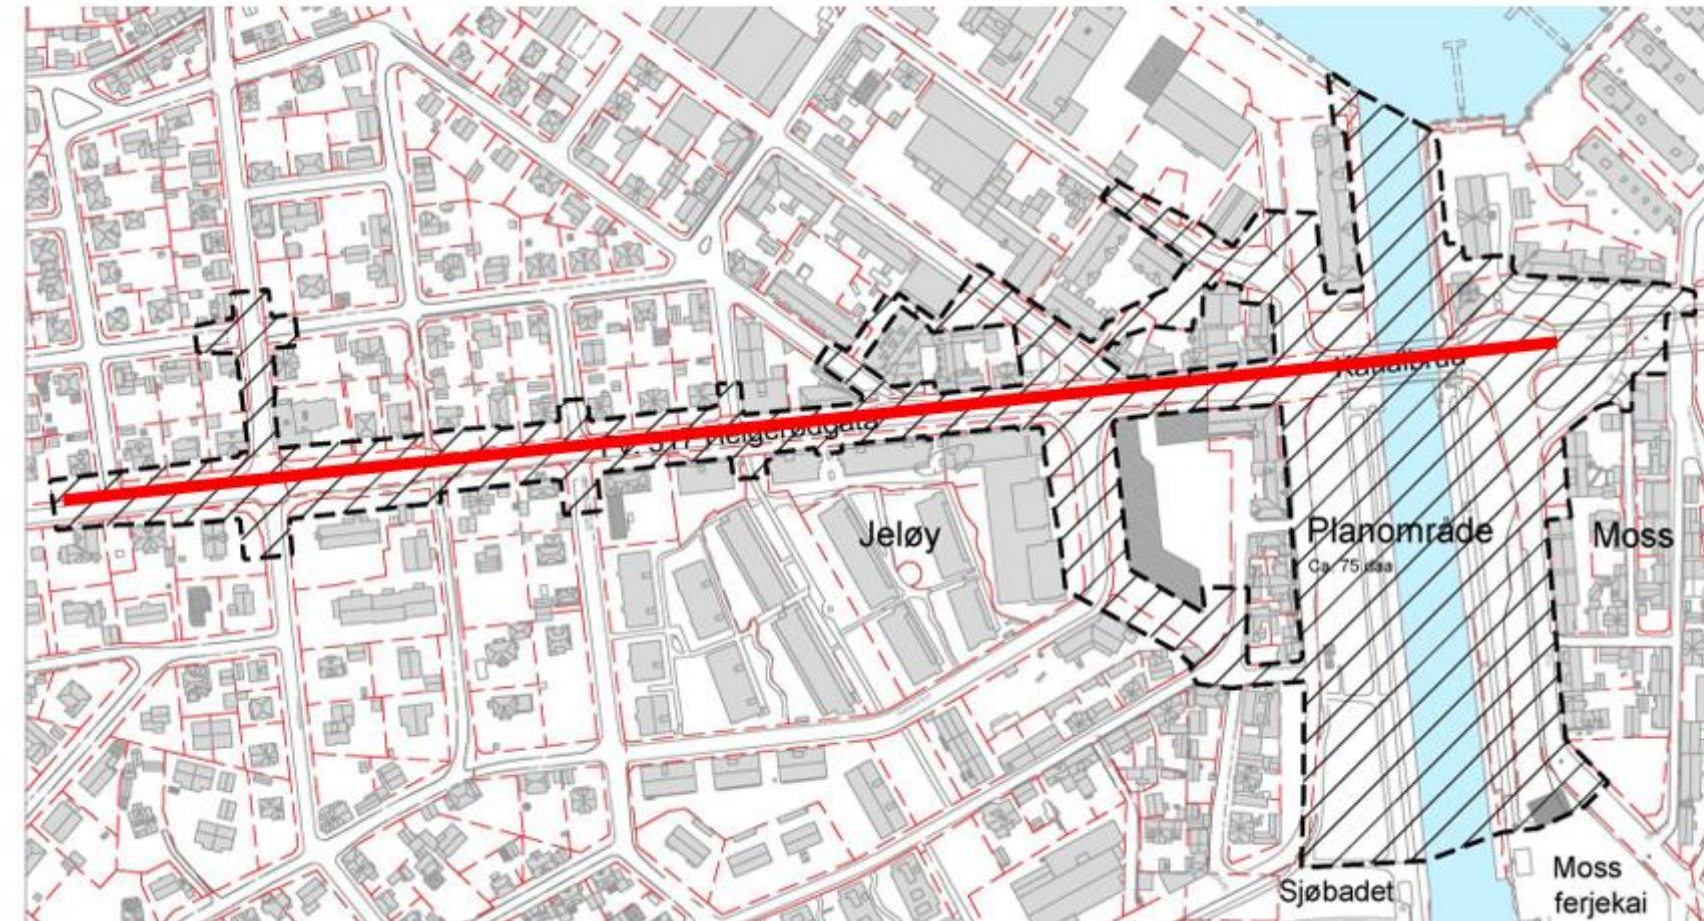 Kanalbrua
Jeløy
Planområde
Ca. 75 daa
Moss
Sjøbadet
Moss
ferjekai